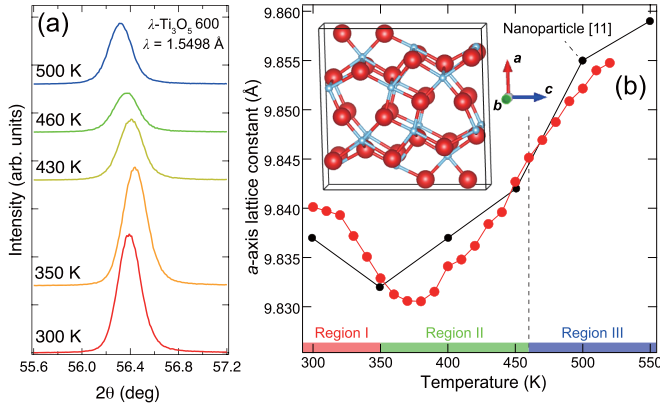 (a)
λ-Ti3O5 600
λ = 1.5498 Å
500 K
460 K
430 K
350 K
300 K
Intensity (arb. units)
55.6 56.0 56.4 56.8 57.2
2θ (deg)
(b)
Nanoparticle [11]
a
b
c
a-axis lattice constant (Å)
9.860
9.855
9.850
9.845
9.840
9.835
9.830
Region I Region II Region III
300 350 400 450 500 550
Temperature (K)